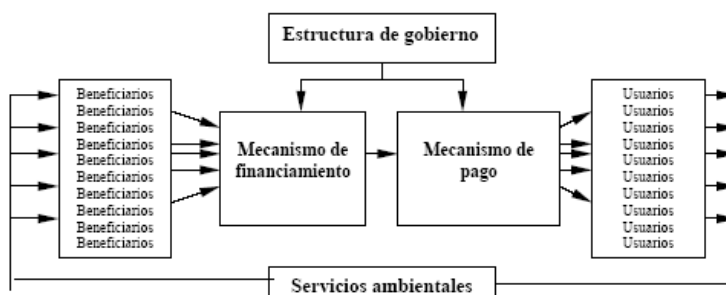 Estructura de gobierno
Beneficiarios
Beneficiarios
Beneficiarios
Beneficiarios
Beneficiarios
Beneficiarios
Beneficiarios
Beneficiarios
Beneficiarios
Beneficiarios
Mecanismo de
financiamiento
Mecanismo de
pago
Usuarios
Usuarios
Usuarios
Usuarios
Usuarios
Usuarios
Usuarios
Usuarios
Usuarios
Usuarios
Servicios ambientales